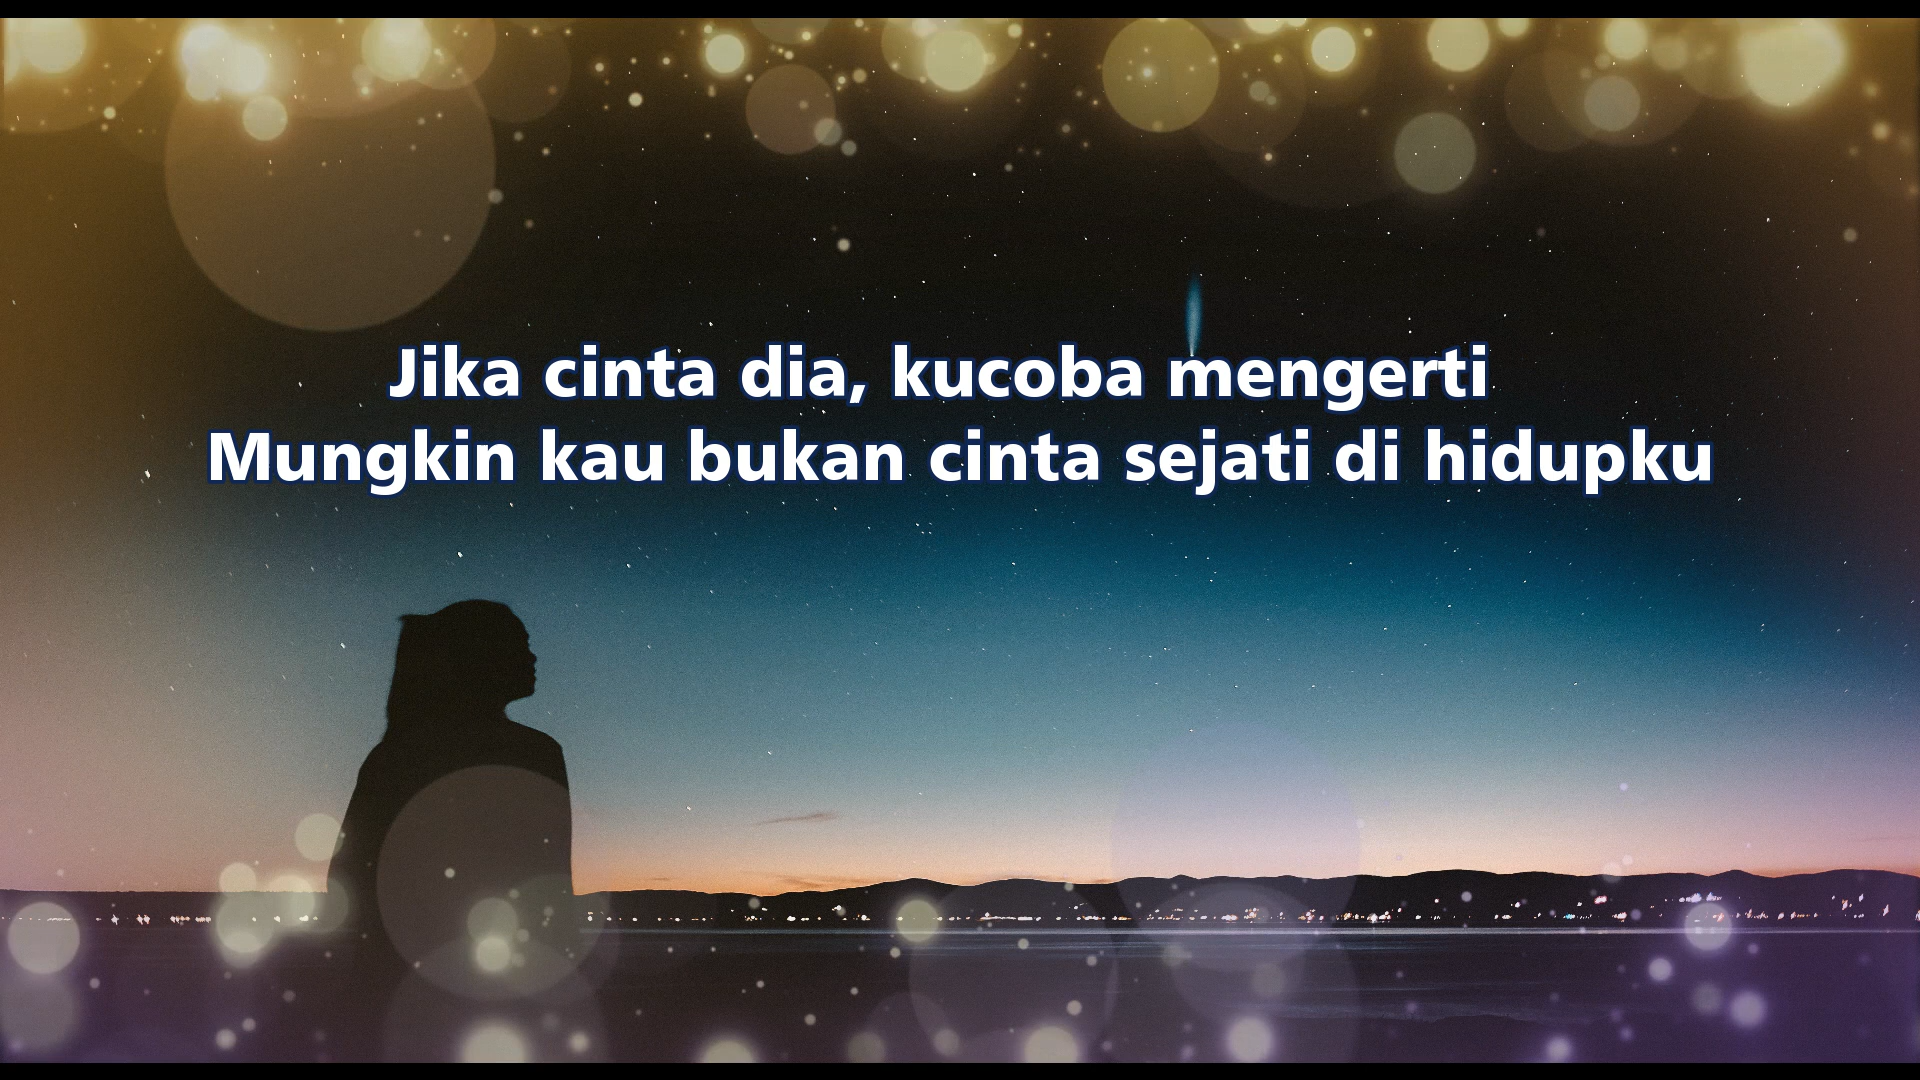 Jika cinta dia, kucoba mengerti
Mungkin kau bukan cinta sejati di hidupku